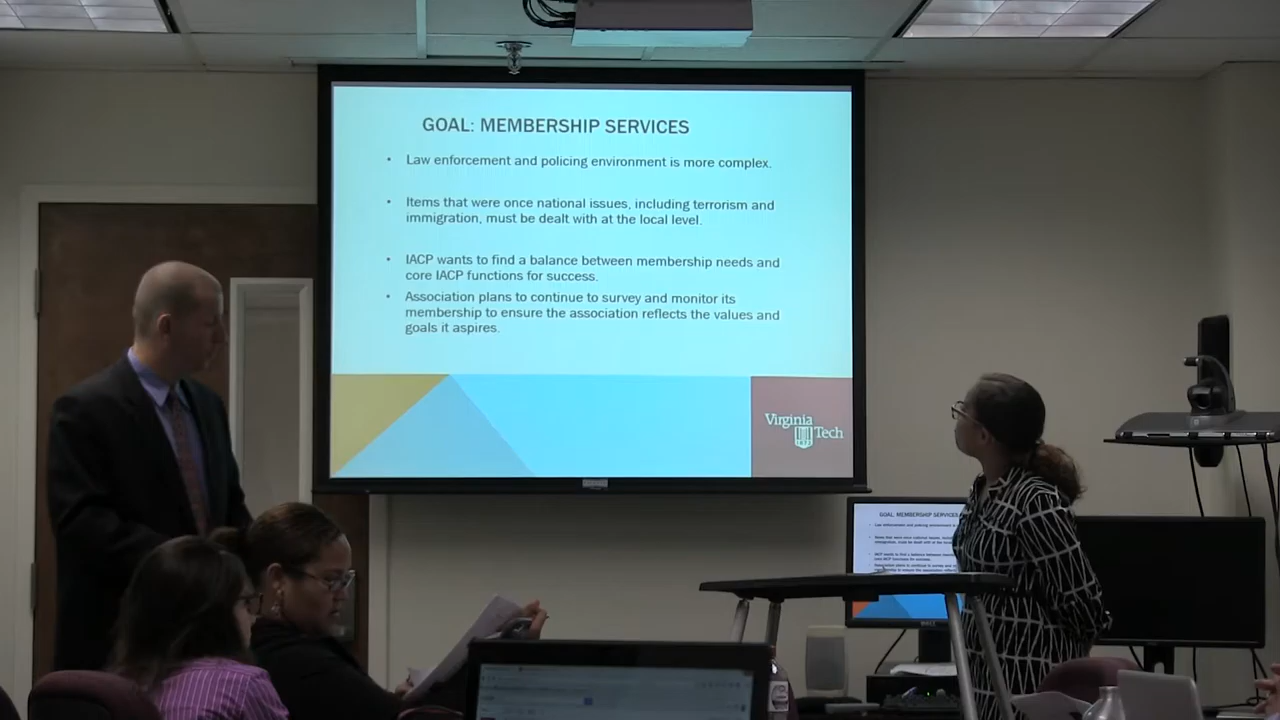 GOAL: MEMBERSHIP SERVICES
• Law enforcement and policing environment is more complex.
• Items that were once national issues, including terrorism and
immigration, must be dealt with at the local level.
• IACP wants to find a balance between membership needs and
core IACP functions for success.
• Association plans to continue to survey and monitor its
membership to ensure the association reflects the values and
goals it aspires.
Virginia
Tech
GOAL: MEMBERSHIP SERVICES